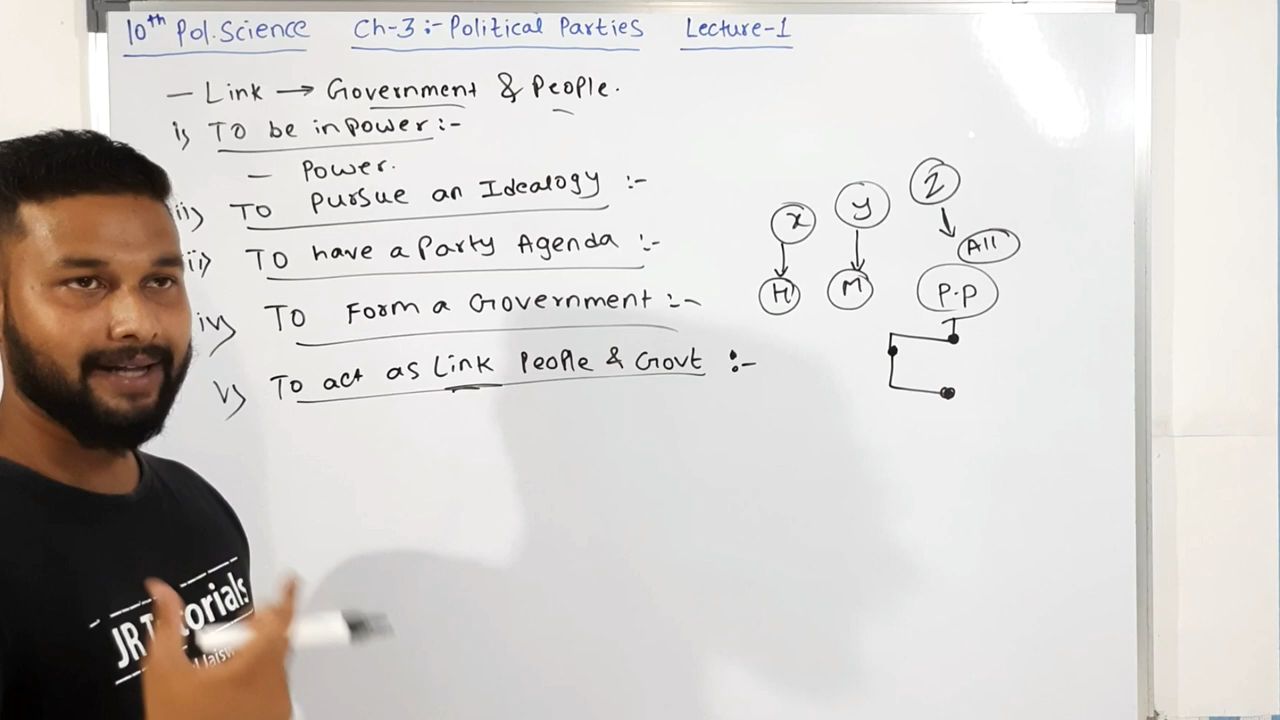 10th Pol.Science Ch-3:- Political Parties Lecture-1
— Link → Government & People.
i) To be in power:-
— Power.
ii) To Pursue an Idealogy :-
ii) To have a Party Agenda :-
iv) To Form a Government :-
v) To act as Link People & Govt :-
x y Z
All
H M P.P
JR Tutorials